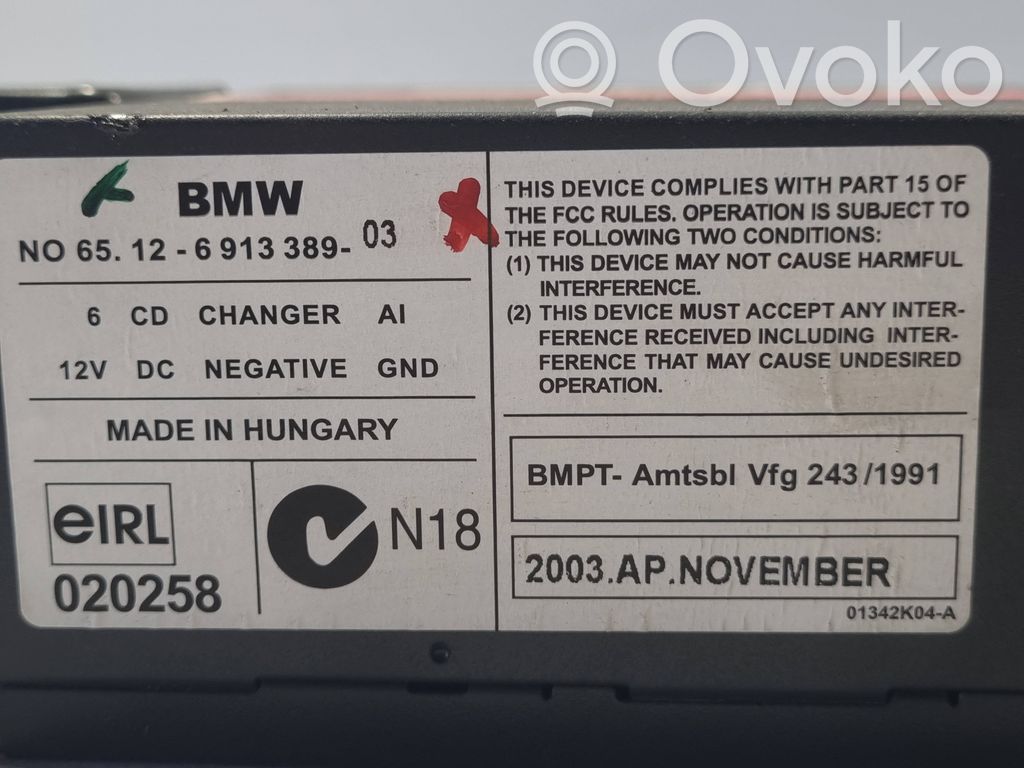 Ovoko
BMW
NO 65. 12 - 6 913 389- 03
6 CD CHANGER AI
12V DC NEGATIVE GND
MADE IN HUNGARY
eIRL
020258
N18
THIS DEVICE COMPLIES WITH PART 15 OF
THE FCC RULES. OPERATION IS SUBJECT TO
THE FOLLOWING TWO CONDITIONS:
(1) THIS DEVICE MAY NOT CAUSE HARMFUL
INTERFERENCE.
(2) THIS DEVICE MUST ACCEPT ANY INTER-
FERENCE RECEIVED INCLUDING INTER-
FERENCE THAT MAY CAUSE UNDESIRED
OPERATION.
BMPT- Amtsbl Vfg 243/1991
2003.AP.NOVEMBER
01342K04-A